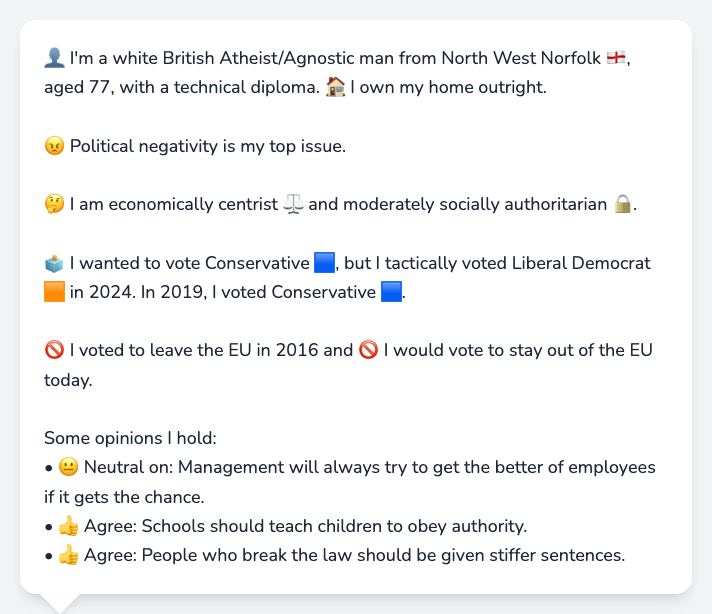 👤 I'm a white British Atheist/Agnostic man from North West Norfolk 🏴󠁧󠁢󠁥󠁮󠁧󠁿,
aged 77, with a technical diploma. 🏠 I own my home outright.
😠 Political negativity is my top issue.
🤔 I am economically centrist ⚖️ and moderately socially authoritarian 🔒.
🗳️ I wanted to vote Conservative 🟦, but I tactically voted Liberal Democrat
🟧 in 2024. In 2019, I voted Conservative 🟦.
🚫 I voted to leave the EU in 2016 and 🚫 I would vote to stay out of the EU
today.
Some opinions I hold:
• 😐 Neutral on: Management will always try to get the better of employees
if it gets the chance.
• 👍 Agree: Schools should teach children to obey authority.
• 👍 Agree: People who break the law should be given stiffer sentences.